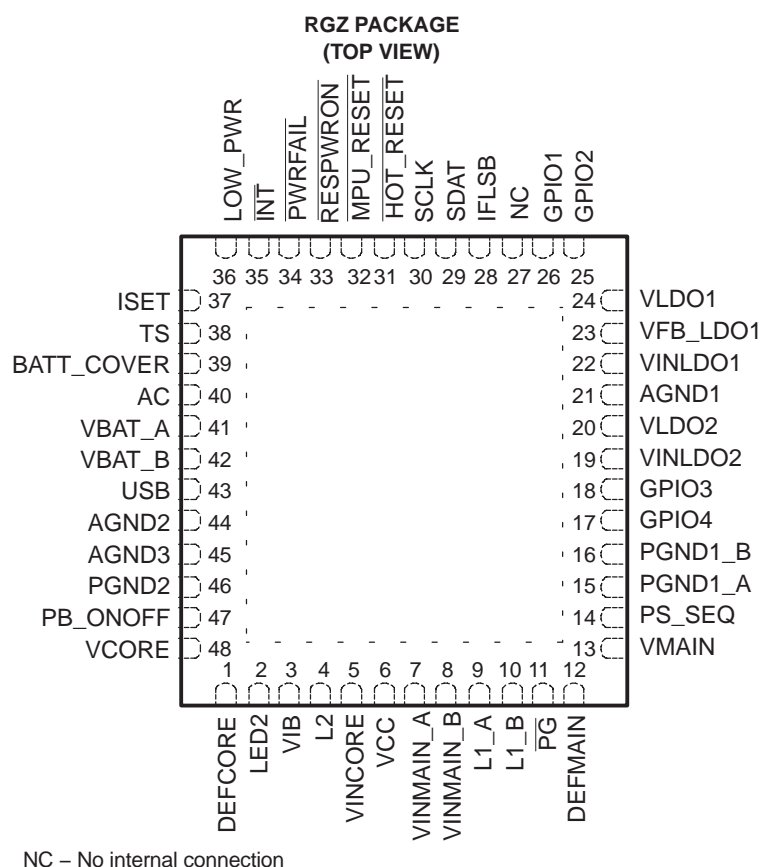 RGZ PACKAGE
(TOP VIEW)
LOW_PWR
INT
PWRFAIL
RESPWRON
MPU_RESET
HOT_RESET
SCLK
SDAT
IFLSB
NC
GPIO1
GPIO2
36 35 34 33 32 31 30 29 28 27 26 25
ISET 37 24 VLDO1
TS 38 23 VFB_LDO1
BATT_COVER 39 22 VINLDO1
AC 40 21 AGND1
VBAT_A 41 20 VLDO2
VBAT_B 42 19 VINLDO2
USB 43 18 GPIO3
AGND2 44 17 GPIO4
AGND3 45 16 PGND1_B
PGND2 46 15 PGND1_A
PB_ONOFF 47 14 PS_SEQ
VCORE 48 13 VMAIN
1 2 3 4 5 6 7 8 9 10 11 12
DEFCORE
LED2
VIB
L2
VINCORE
VCC
VINMAIN_A
VINMAIN_B
L1_A
L1_B
PG
DEFMAIN
NC – No internal connection